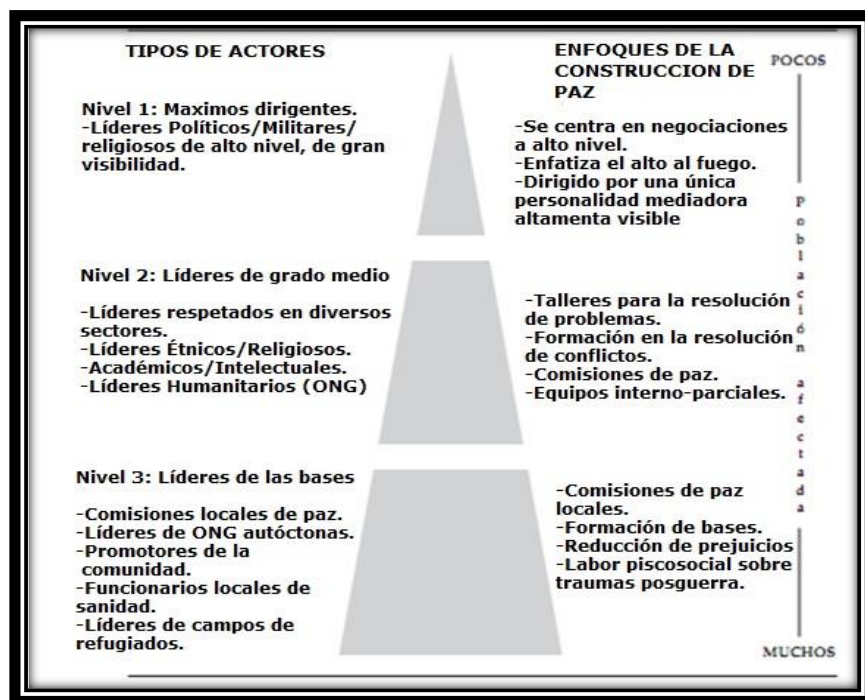 TIPOS DE ACTORES
Nivel 1: Maximos dirigentes.
-Líderes Políticos/Militares/
religiosos de alto nivel, de gran
visibilidad.
ENFOQUES DE LA
CONSTRUCCION DE
PAZ
-Se centra en negociaciones
a alto nivel.
-Enfatiza el alto al fuego.
-Dirigido por una única
personalidad mediadora
altamenta visible
Nivel 2: Líderes de grado medio
-Líderes respetados en diversos
sectores.
-Líderes Étnicos/Religiosos.
-Académicos/Intelectuales.
-Líderes Humanitarios (ONG)
-Talleres para la resolución
de problemas.
-Formación en la resolución
de conflictos.
-Comisiones de paz.
-Equipos interno-parciales.
Nivel 3: Líderes de las bases
-Comisiones locales de paz.
-Líderes de ONG autóctonas.
-Promotores de la
comunidad.
-Funcionarios locales de
sanidad.
-Líderes de campos de
refugiados.
-Comisiones de paz
locales.
-Formación de bases.
-Reducción de prejuicios
-Labor piscosocial sobre
traumas posguerra.
POCOS
Población afectada
MUCHOS